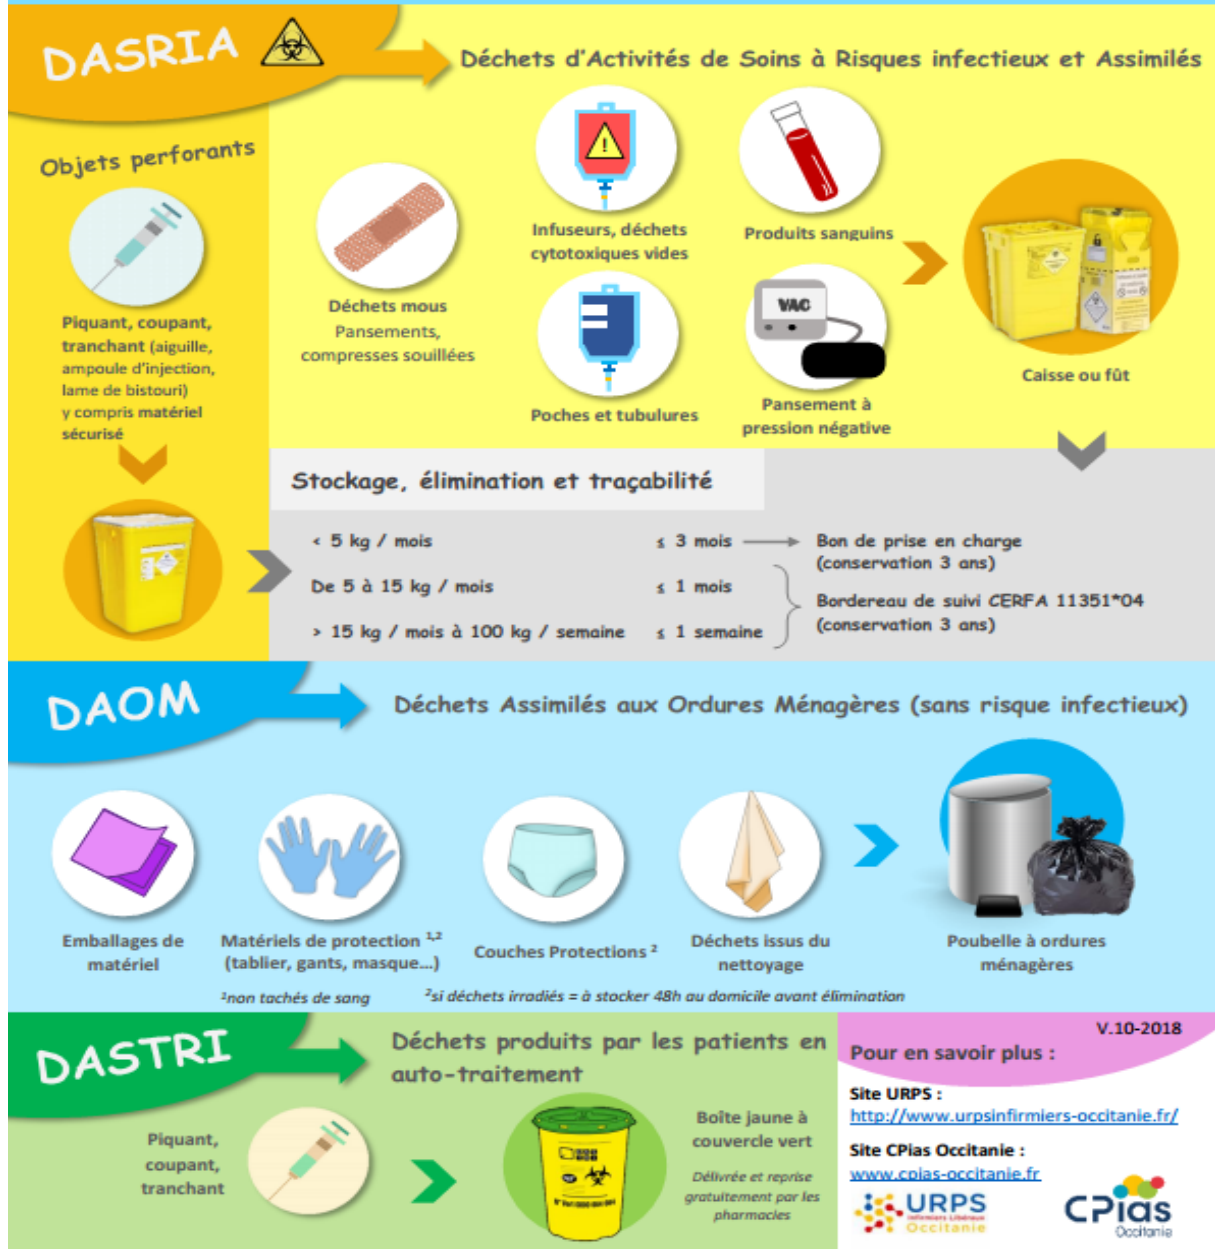 DASRIA
Déchets d'Activités de Soins à Risques infectieux et Assimilés
Objets perforants
Piquant, coupant,
tranchant (aiguille,
ampoule d'injection,
lame de bistouri)
y compris matériel
sécurisé
Déchets mous
Pansements,
compresses souillées
Infuseurs, déchets
cytotoxiques vides
Produits sanguins
Poches et tubulures
VAC
Pansement à
pression négative
Caisse ou fût
Stockage, élimination et traçabilité
< 5 kg / mois ≤ 3 mois Bon de prise en charge
(conservation 3 ans)
De 5 à 15 kg / mois ≤ 1 mois
Bordereau de suivi CERFA 11351*04
(conservation 3 ans)
> 15 kg / mois à 100 kg / semaine ≤ 1 semaine
DAOM
Déchets Assimilés aux Ordures Ménagères (sans risque infectieux)
Emballages de
matériel
Matériels de protection 1,2
(tablier, gants, masque…)
Couches Protections 2
Déchets issus du
nettoyage
Poubelle à ordures
ménagères
1non tachés de sang
2si déchets irradiés = à stocker 48h au domicile avant élimination
DASTRI
Déchets produits par les patients en
auto-traitement
Piquant,
coupant,
tranchant
Boîte jaune à
couvercle vert
Délivrée et reprise
gratuitement par les
pharmacies
V.10-2018
Pour en savoir plus :
Site URPS :
http://www.urpsinfirmiers-occitanie.fr/
Site CPias Occitanie :
www.cpias-occitanie.fr
URPS
Infirmiers Libéraux
Occitanie
CPias
Occitanie